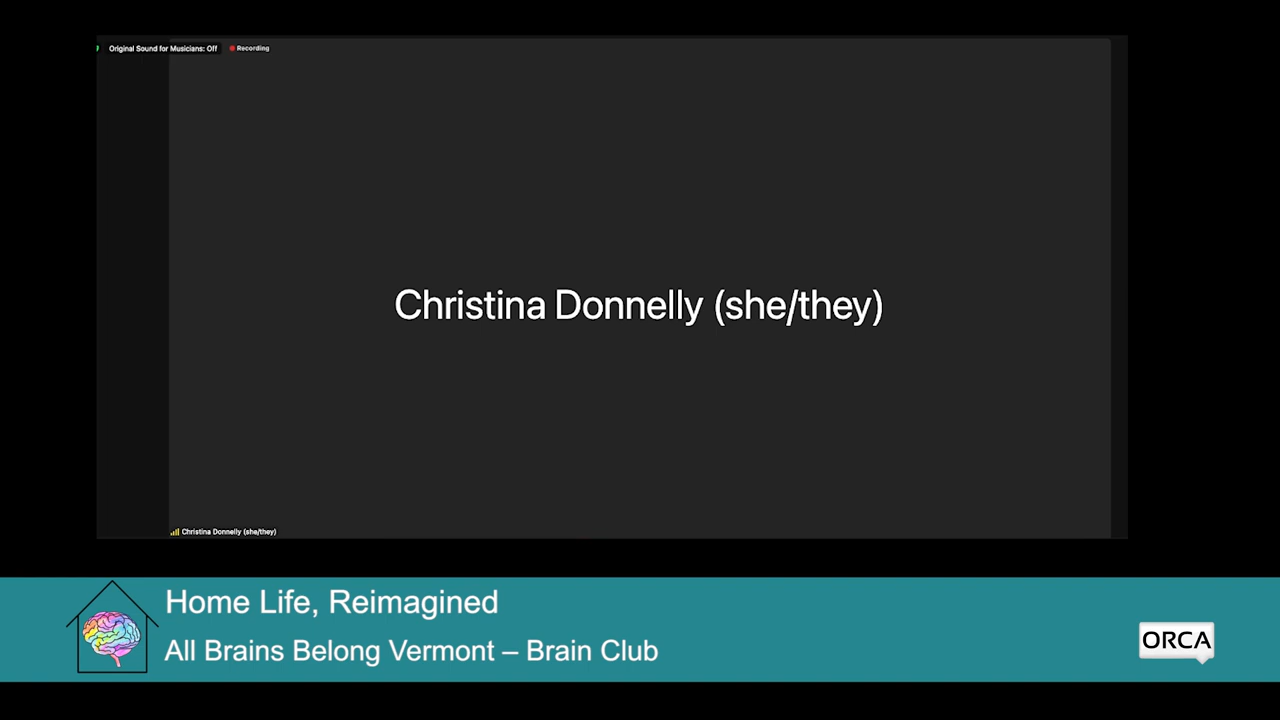 Original Sound for Musicians: Off
Recording
Christina Donnelly (she/they)
Christina Donnelly (she/they)
Home Life, Reimagined
All Brains Belong Vermont – Brain Club
ORCA